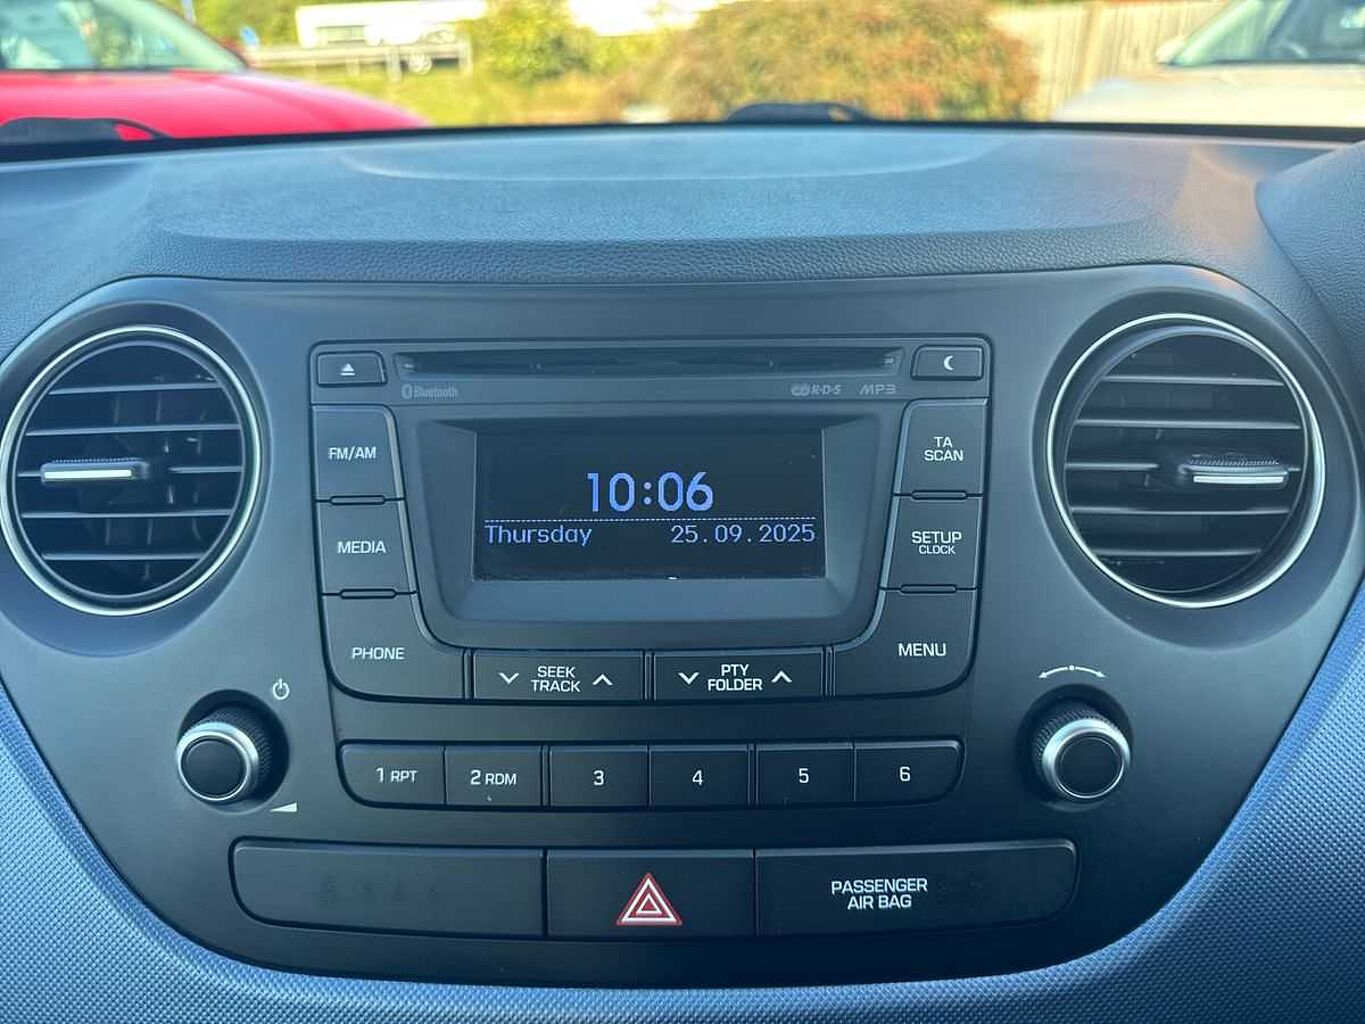 Bluetooth
R·D·S
MP3
FM/AM
TA
SCAN
10:06
Thursday 25.09.2025
MEDIA
SETUP
CLOCK
PHONE
SEEK
TRACK
PTY
FOLDER
MENU
1 RPT
2 RDM
3
4
5
6
PASSENGER
AIR BAG